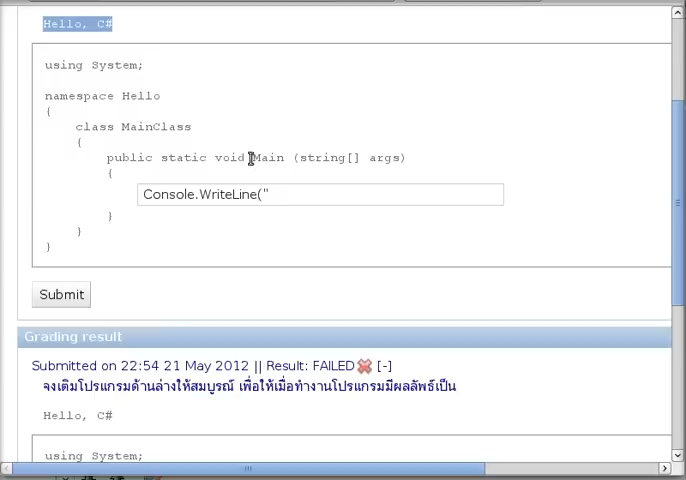 Hello, C#
using System;
namespace Hello
{
class MainClass
{
public static void Main (string[] args)
{
Console.WriteLine("
}
}
}
Submit
Grading result
Submitted on 22:54 21 May 2012 || Result: FAILED [-]
จงเติมโปรแกรมด้านล่างให้สมบูรณ์ เพื่อให้เมื่อทำงานโปรแกรมมีผลลัพธ์เป็น
Hello, C#
using System;